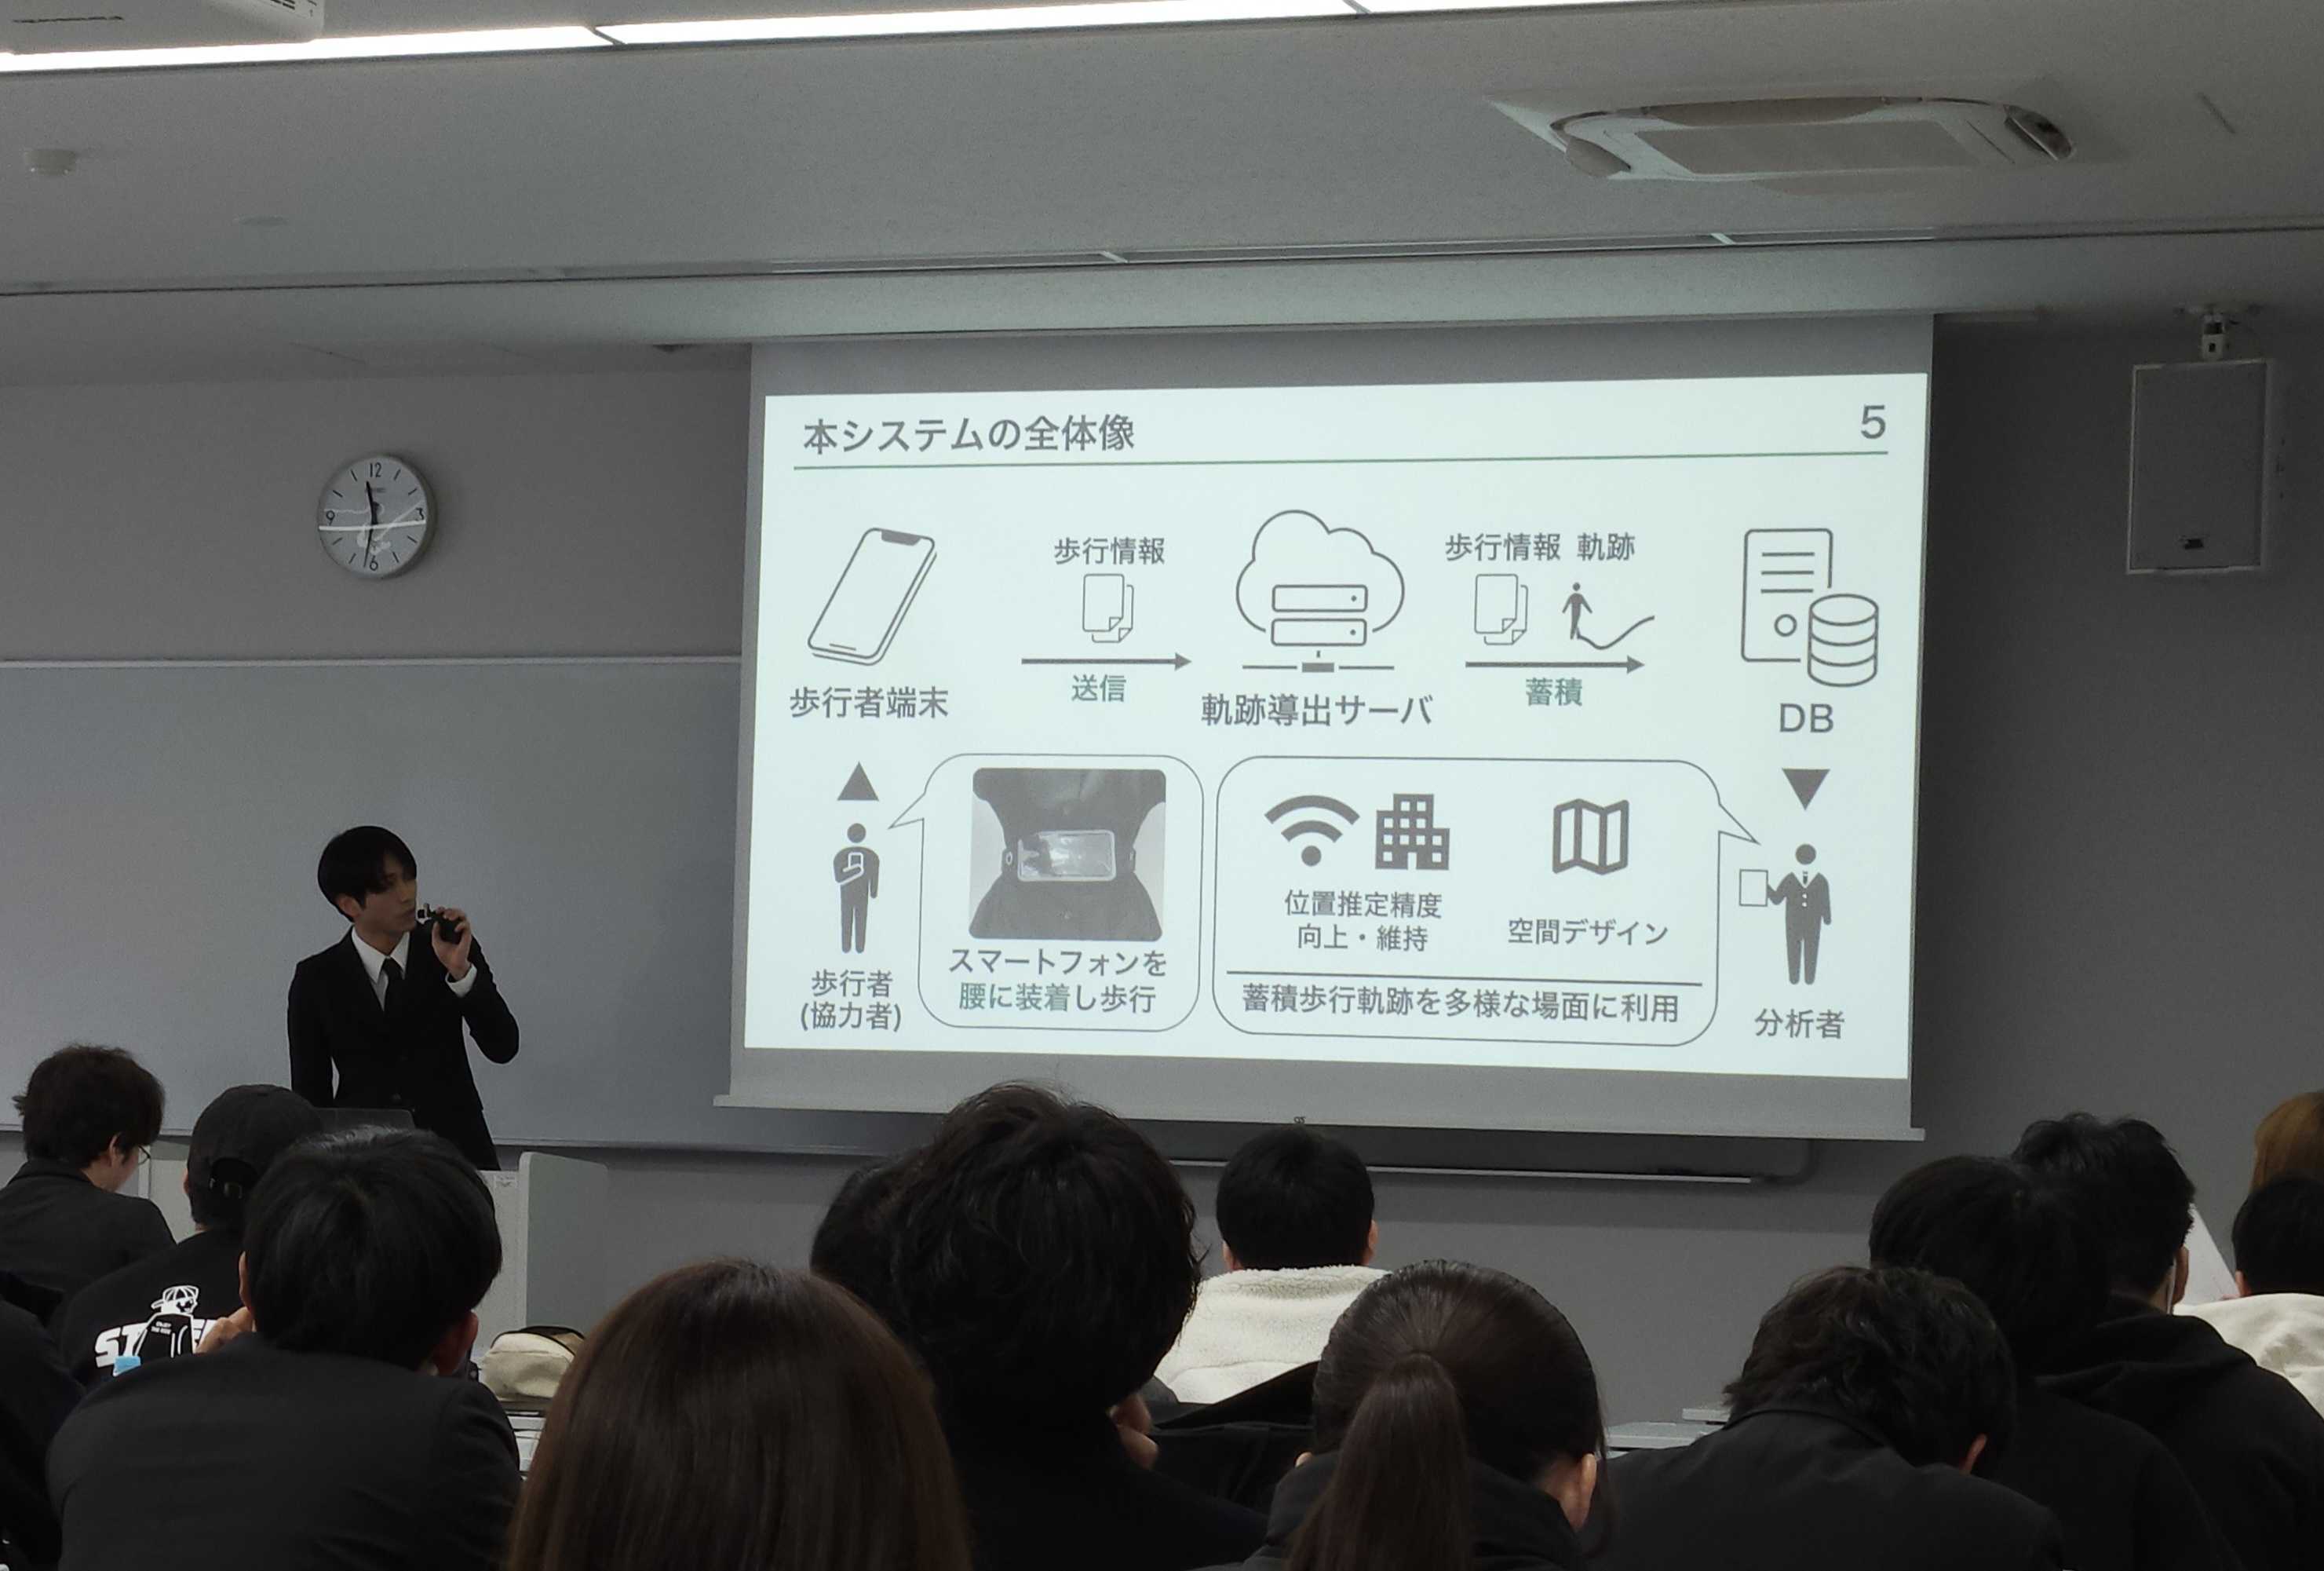 本システムの全体像
5
歩行情報
歩行情報 軌跡
送信
蓄積
歩行者端末
軌跡導出サーバ
DB
位置推定精度
向上・維持
空間デザイン
スマートフォンを
腰に装着し歩行
蓄積歩行軌跡を多様な場面に利用
歩行者
(協力者)
分析者
12
3
6
9